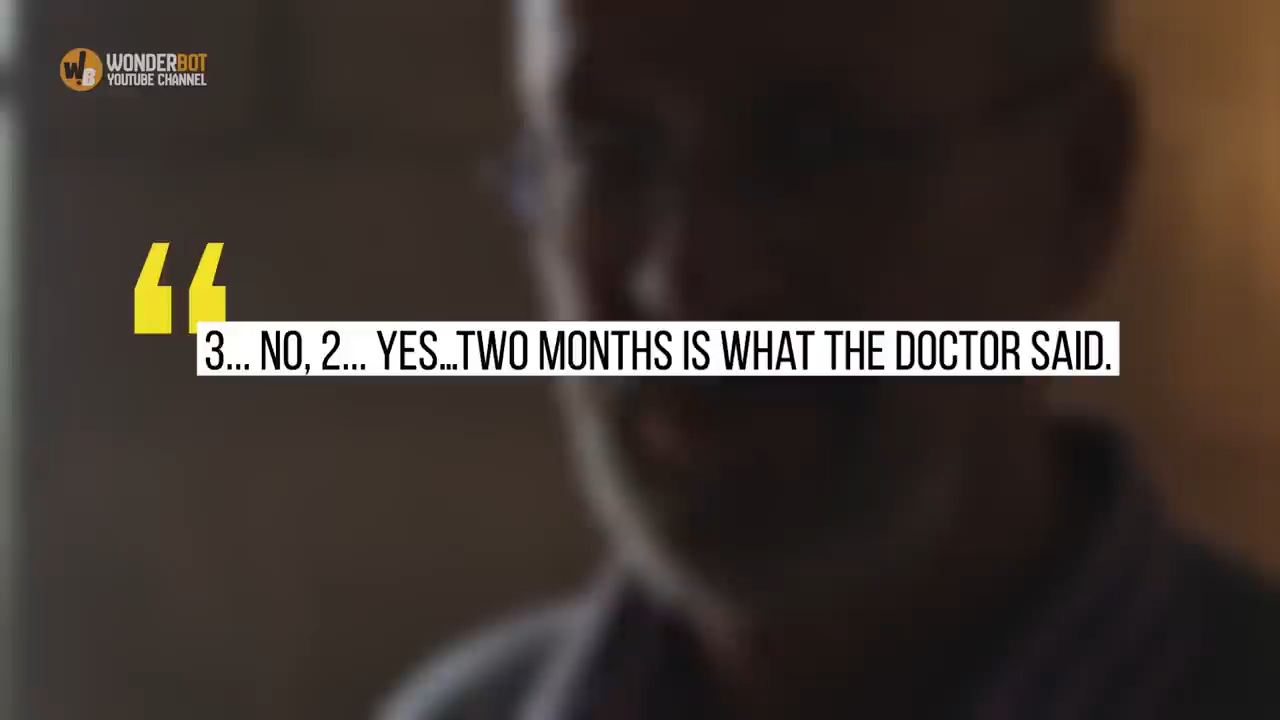 WONDERBOT
YOUTUBE CHANNEL
“
3... NO, 2... YES...TWO MONTHS IS WHAT THE DOCTOR SAID.